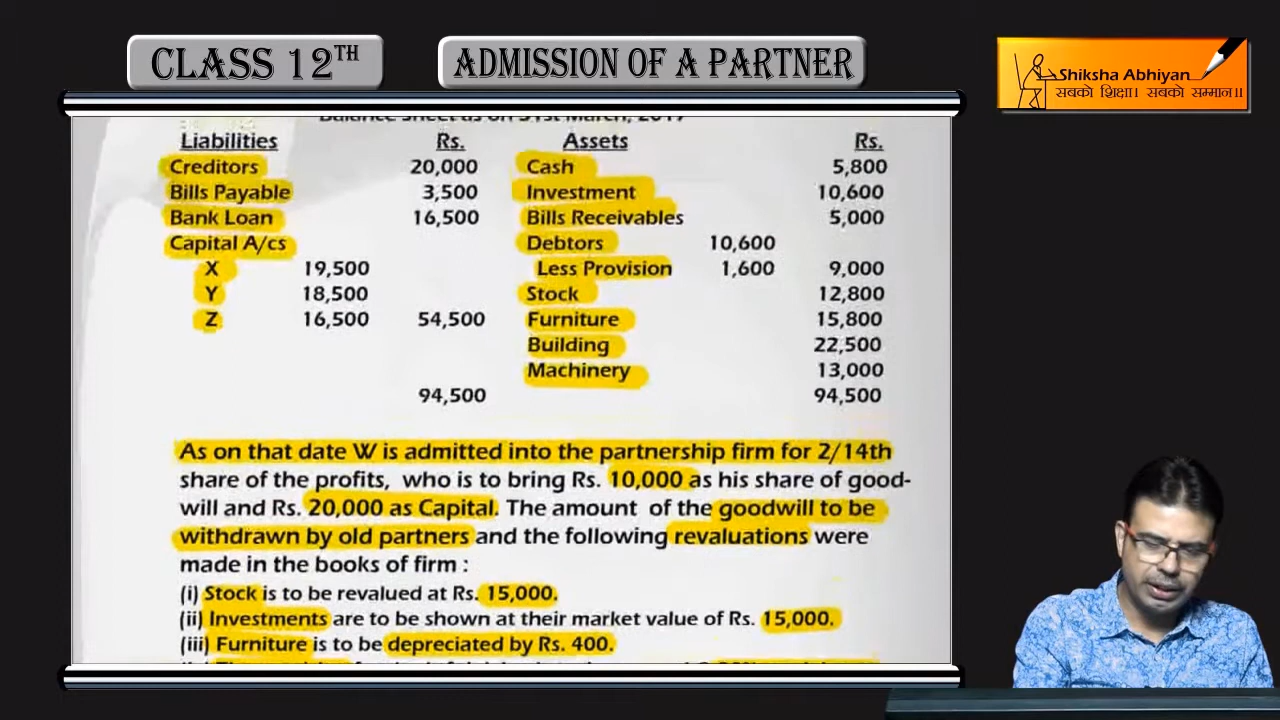 CLASS 12TH
ADMISSION OF A PARTNER
Shiksha Abhiyan
सबको शिक्षा। सबको सम्मान॥
Balance Sheet as on 31st March, 2017
Liabilities Rs. Assets Rs.
Creditors 20,000 Cash 5,800
Bills Payable 3,500 Investment 10,600
Bank Loan 16,500 Bills Receivables 5,000
Capital A/cs Debtors 10,600
X 19,500 Less Provision 1,600 9,000
Y 18,500 Stock 12,800
Z 16,500 54,500 Furniture 15,800
Building 22,500
Machinery 13,000
94,500 94,500
As on that date W is admitted into the partnership firm for 2/14th
share of the profits, who is to bring Rs. 10,000 as his share of good-
will and Rs. 20,000 as Capital. The amount of the goodwill to be
withdrawn by old partners and the following revaluations were
made in the books of firm :
(i) Stock is to be revalued at Rs. 15,000.
(ii) Investments are to be shown at their market value of Rs. 15,000.
(iii) Furniture is to be depreciated by Rs. 400.